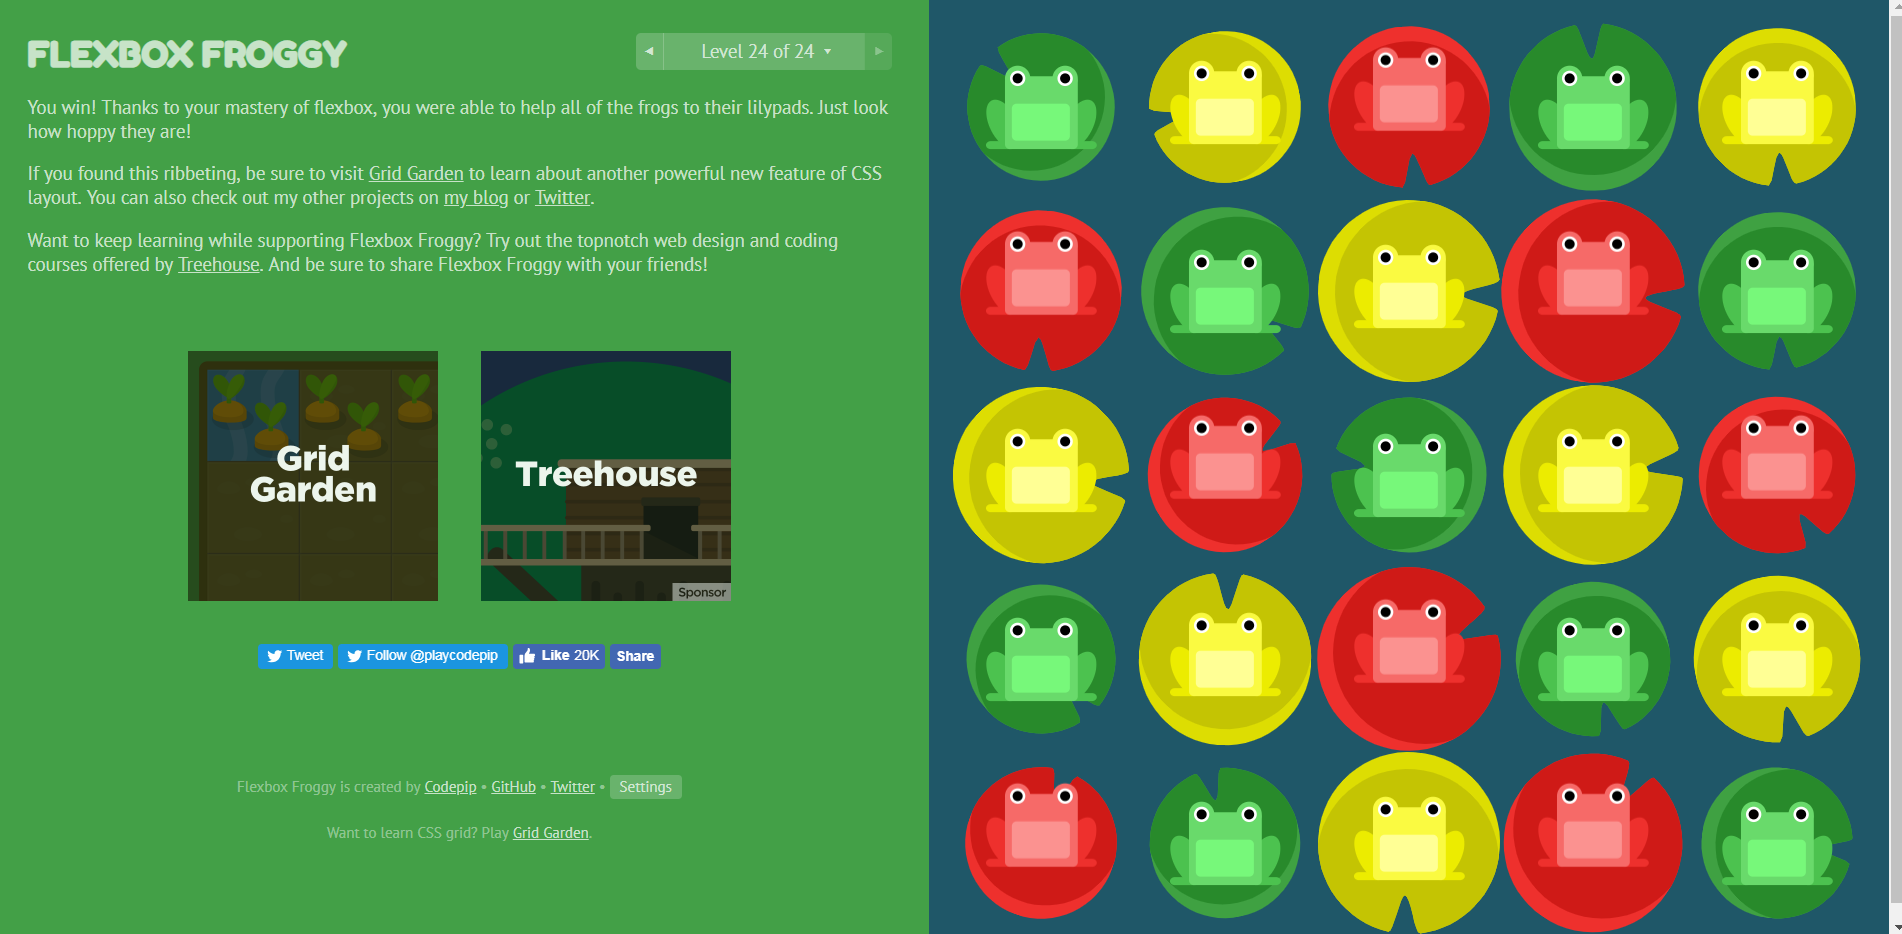 FLEXBOX FROGGY
◀ Level 24 of 24 ▼ ▶
You win! Thanks to your mastery of flexbox, you were able to help all of the frogs to their lilypads. Just look
how hoppy they are!
If you found this ribbeting, be sure to visit Grid Garden to learn about another powerful new feature of CSS
layout. You can also check out my other projects on my blog or Twitter.
Want to keep learning while supporting Flexbox Froggy? Try out the topnotch web design and coding
courses offered by Treehouse. And be sure to share Flexbox Froggy with your friends!
Grid
Garden
Treehouse
Sponsor
Tweet Follow @playcodepip Like 20K Share
Flexbox Froggy is created by Codepip • GitHub • Twitter • Settings
Want to learn CSS grid? Play Grid Garden.